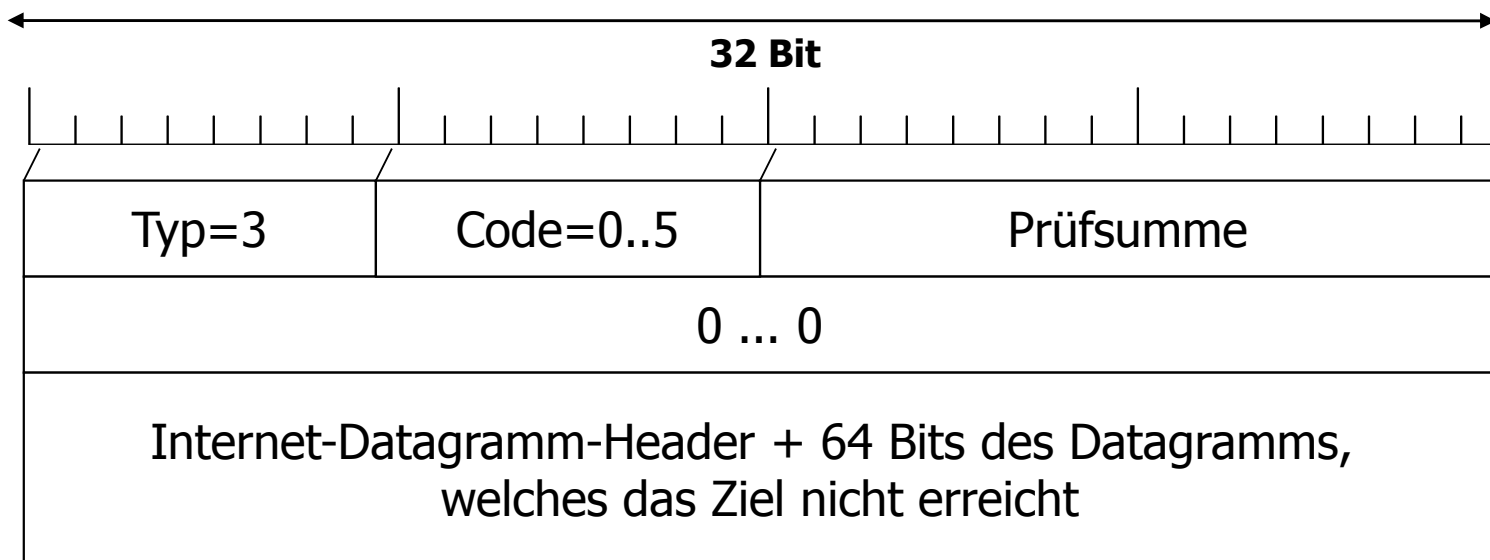 32 Bit
Typ=3 Code=0..5 Prüfsumme
0 ... 0
Internet-Datagramm-Header + 64 Bits des Datagramms,
welches das Ziel nicht erreicht